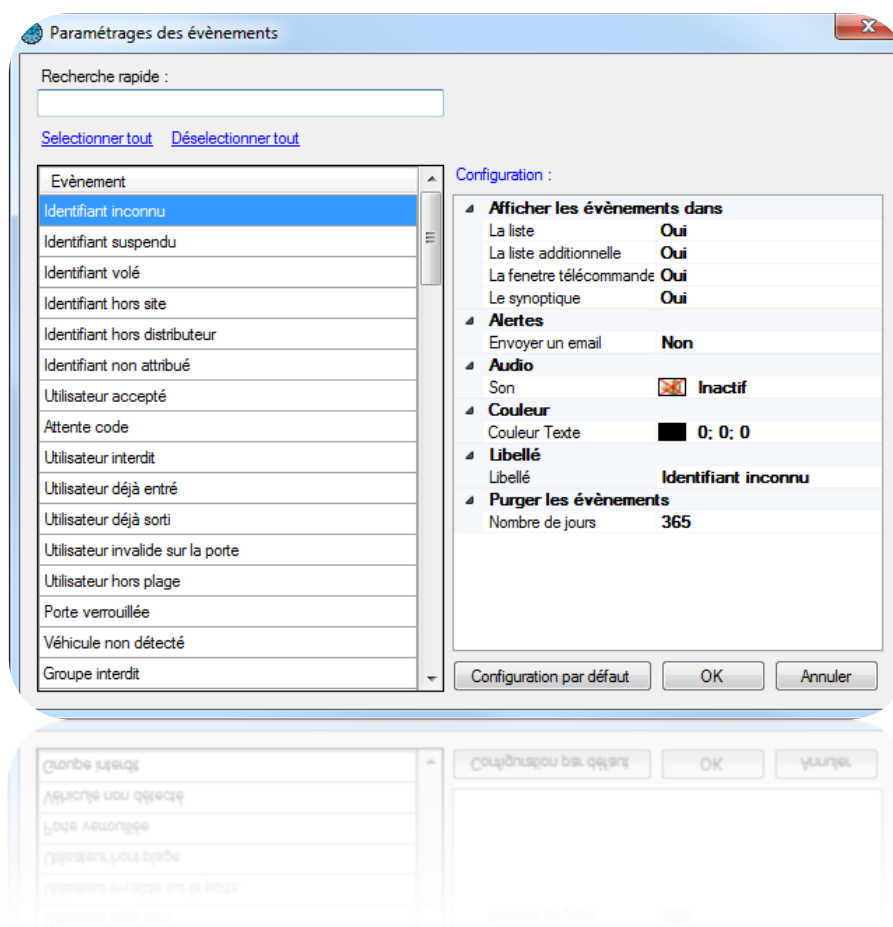 Paramétrages des évènements
Recherche rapide :
Selectionner tout Déselectionner tout
Evènement
Identifiant inconnu
Identifiant suspendu
Identifiant volé
Identifiant hors site
Identifiant hors distributeur
Identifiant non attribué
Utilisateur accepté
Attente code
Utilisateur interdit
Utilisateur déjà entré
Utilisateur déjà sorti
Utilisateur invalide sur la porte
Utilisateur hors plage
Porte verrouillée
Véhicule non détecté
Groupe interdit
Configuration :
Afficher les évènements dans
La liste Oui
La liste additionnelle Oui
La fenetre télécommande Oui
Le synoptique Oui
Alertes
Envoyer un email Non
Audio
Son Inactif
Couleur
Couleur Texte 0; 0; 0
Libellé
Libellé Identifiant inconnu
Purger les évènements
Nombre de jours 365
Configuration par défaut OK Annuler